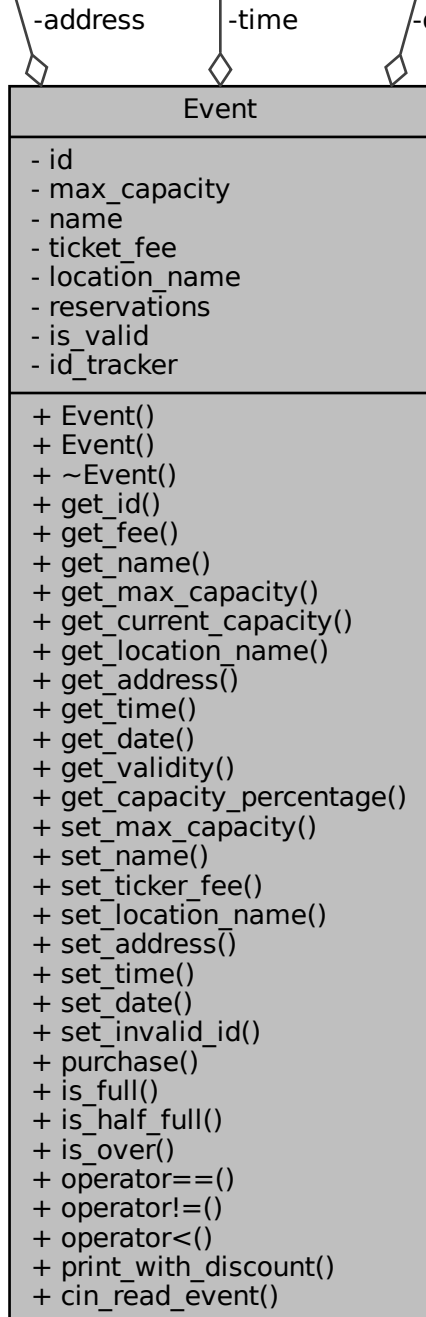 -address
-time
Event
- id
- max_capacity
- name
- ticket_fee
- location_name
- reservations
- is_valid
- id_tracker
+ Event()
+ Event()
+ ~Event()
+ get_id()
+ get_fee()
+ get_name()
+ get_max_capacity()
+ get_current_capacity()
+ get_location_name()
+ get_address()
+ get_time()
+ get_date()
+ get_validity()
+ get_capacity_percentage()
+ set_max_capacity()
+ set_name()
+ set_ticker_fee()
+ set_location_name()
+ set_address()
+ set_time()
+ set_date()
+ set_invalid_id()
+ purchase()
+ is_full()
+ is_half_full()
+ is_over()
+ operator==()
+ operator!=()
+ operator<()
+ print_with_discount()
+ cin_read_event()